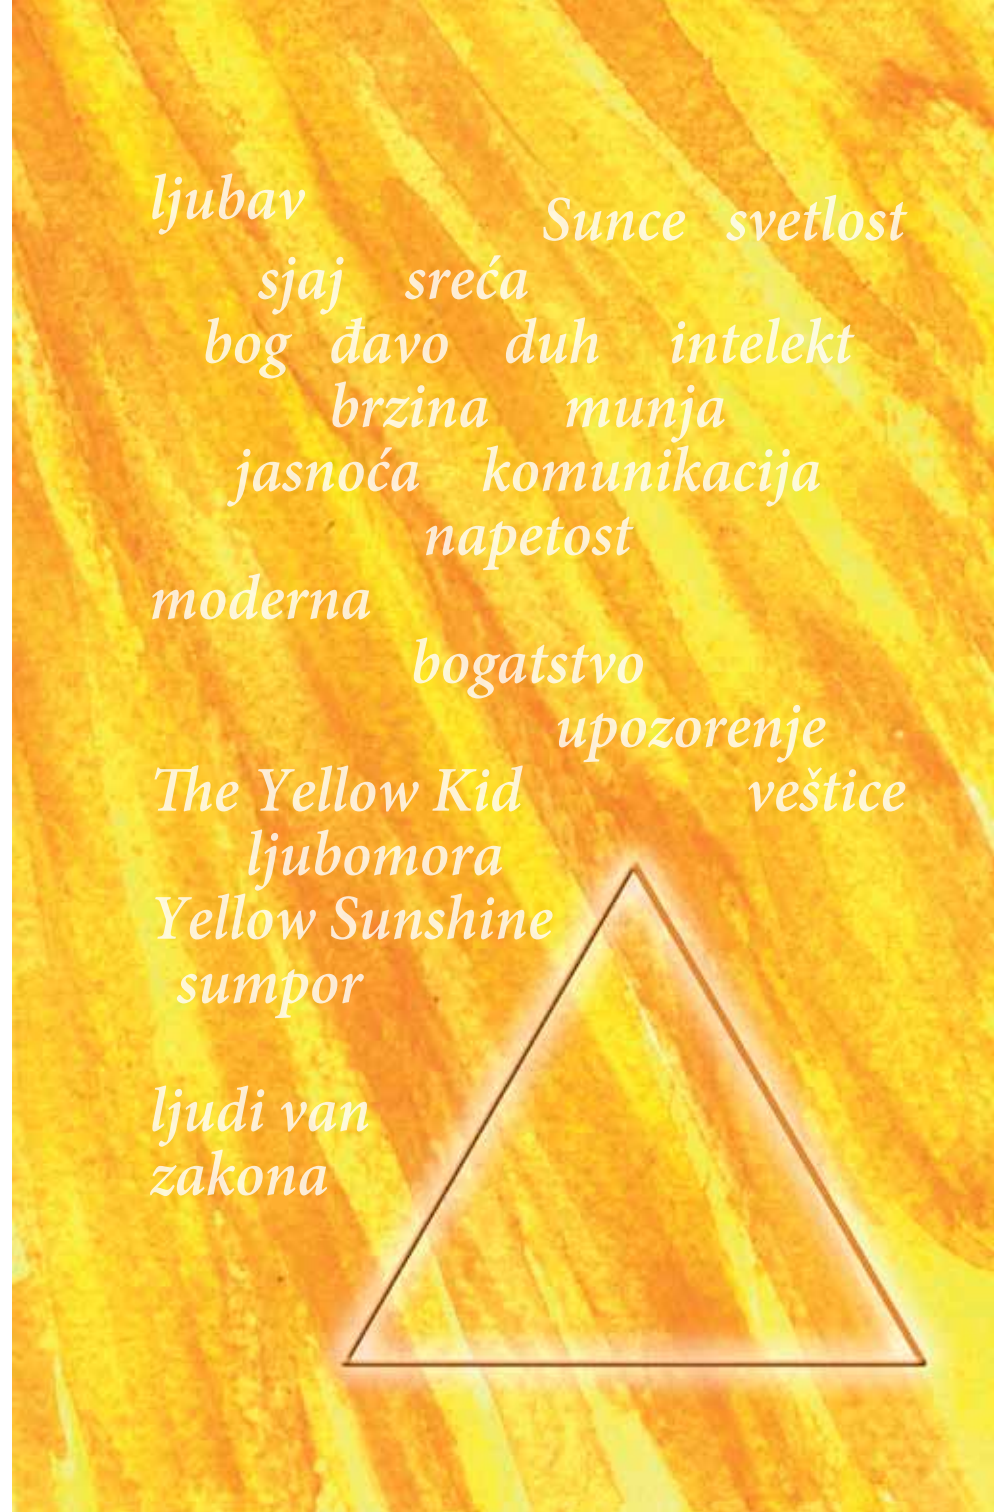 ljubav
Sunce svetlost
sjaj sreća
bog đavo duh intelekt
brzina munja
jasnoća komunikacija
napetost
moderna
bogatstvo
upozorenje
The Yellow Kid veštice
ljubomora
Yellow Sunshine
sumpor
ljudi van
zakona